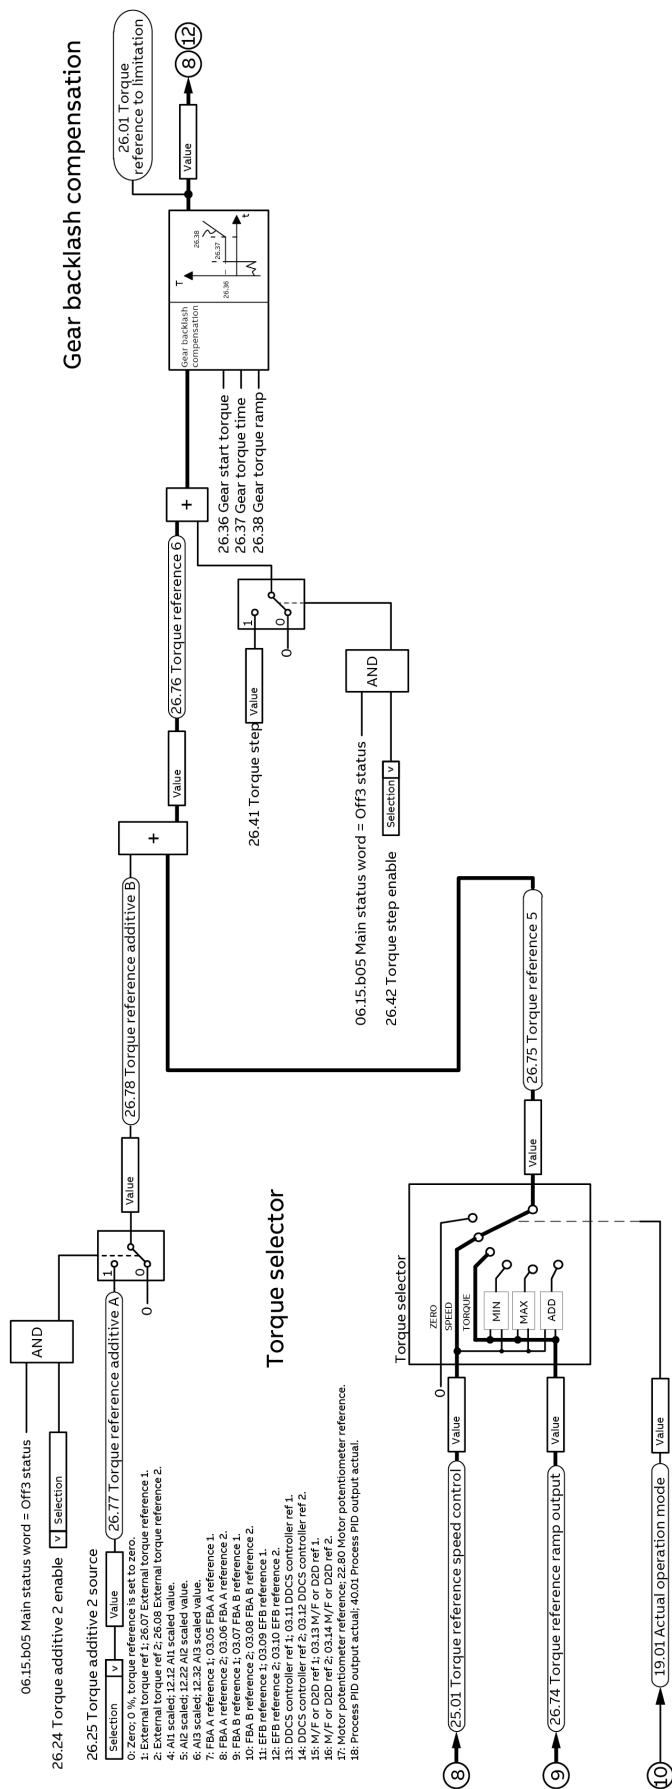 06.15.b05 Main status word = Off3 status
AND
26.24 Torque additive 2 enable
v
Selection
26.25 Torque additive 2 source
Selection
v
Value
26.77 Torque reference additive A
1
0
0
Value
26.78 Torque reference additive B
+
Value
26.76 Torque reference 6
+
0: Zero; 0 %, torque reference is set to zero.
1: External torque ref 1; 26.07 External torque reference 1.
2: External torque ref 2; 26.08 External torque reference 2.
4: AI1 scaled; 12.12 AI1 scaled value.
5: AI2 scaled; 12.22 AI2 scaled value.
6: AI3 scaled; 12.32 AI3 scaled value.
7: FBA A reference 1; 03.05 FBA A reference 1.
8: FBA A reference 2; 03.06 FBA A reference 2.
9: FBA B reference 1; 03.07 FBA B reference 1.
10: FBA B reference 2; 03.08 FBA B reference 2.
11: EFB reference 1; 03.09 EFB reference 1.
12: EFB reference 2; 03.10 EFB reference 2.
13: DDCS controller ref 1; 03.11 DDCS controller ref 1.
14: DDCS controller ref 2; 03.12 DDCS controller ref 2.
15: M/F or D2D ref 1; 03.13 M/F or D2D ref 1.
16: M/F or D2D ref 2; 03.14 M/F or D2D ref 2.
17: Motor potentiometer reference; 22.80 Motor potentiometer reference.
18: Process PID output actual; 40.01 Process PID output actual.
Torque selector
26.41 Torque step
Value
1
0
0
06.15.b05 Main status word = Off3 status
AND
26.42 Torque step enable
Selection
v
Gear backlash compensation
26.01 Torque
reference to limitation
Gear backlash
compensation
T
t
26.36
26.37
26.38
Value
8
12
26.36 Gear start torque
26.37 Gear torque time
26.38 Gear torque ramp
Torque selector
0
ZERO
SPEED
TORQUE
MIN
MAX
ADD
Value
26.75 Torque reference 5
8
25.01 Torque reference speed control
Value
9
26.74 Torque reference ramp output
Value
10
19.01 Actual operation mode
Value